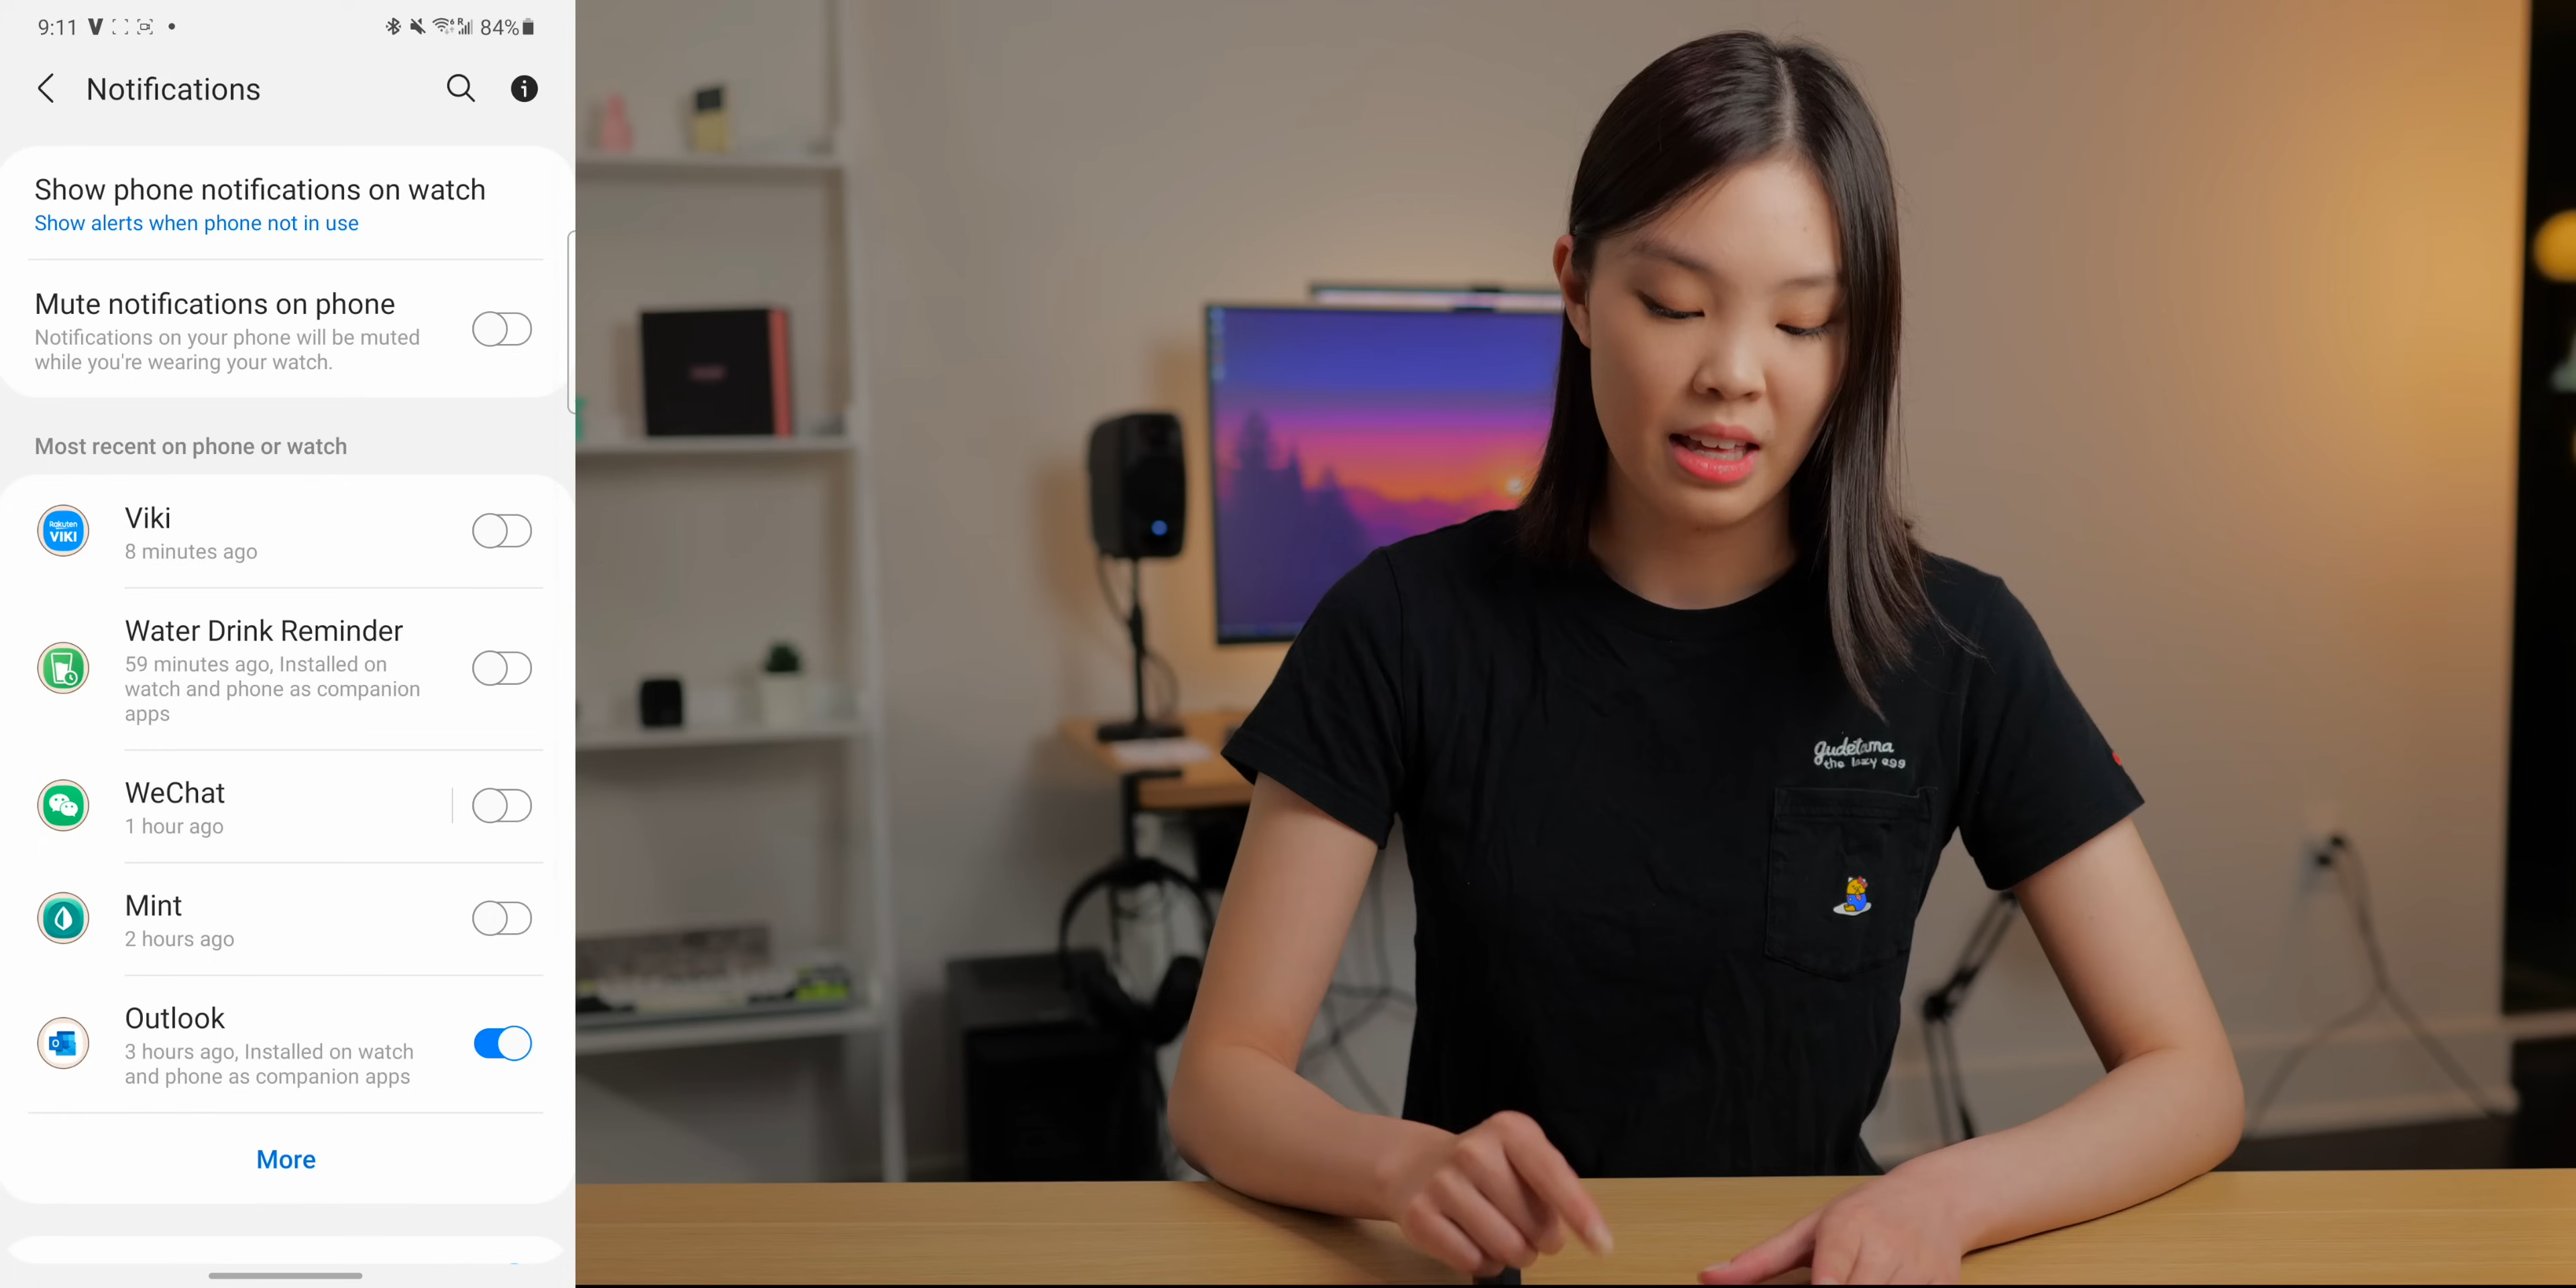 9:11
84%
Notifications
Show phone notifications on watch
Show alerts when phone not in use
Mute notifications on phone
Notifications on your phone will be muted
while you're wearing your watch.
Most recent on phone or watch
Rakuten
VIKI
Viki
8 minutes ago
Water Drink Reminder
59 minutes ago, Installed on
watch and phone as companion
apps
WeChat
1 hour ago
Mint
2 hours ago
Outlook
3 hours ago, Installed on watch
and phone as companion apps
More
gudetama
the lazy egg